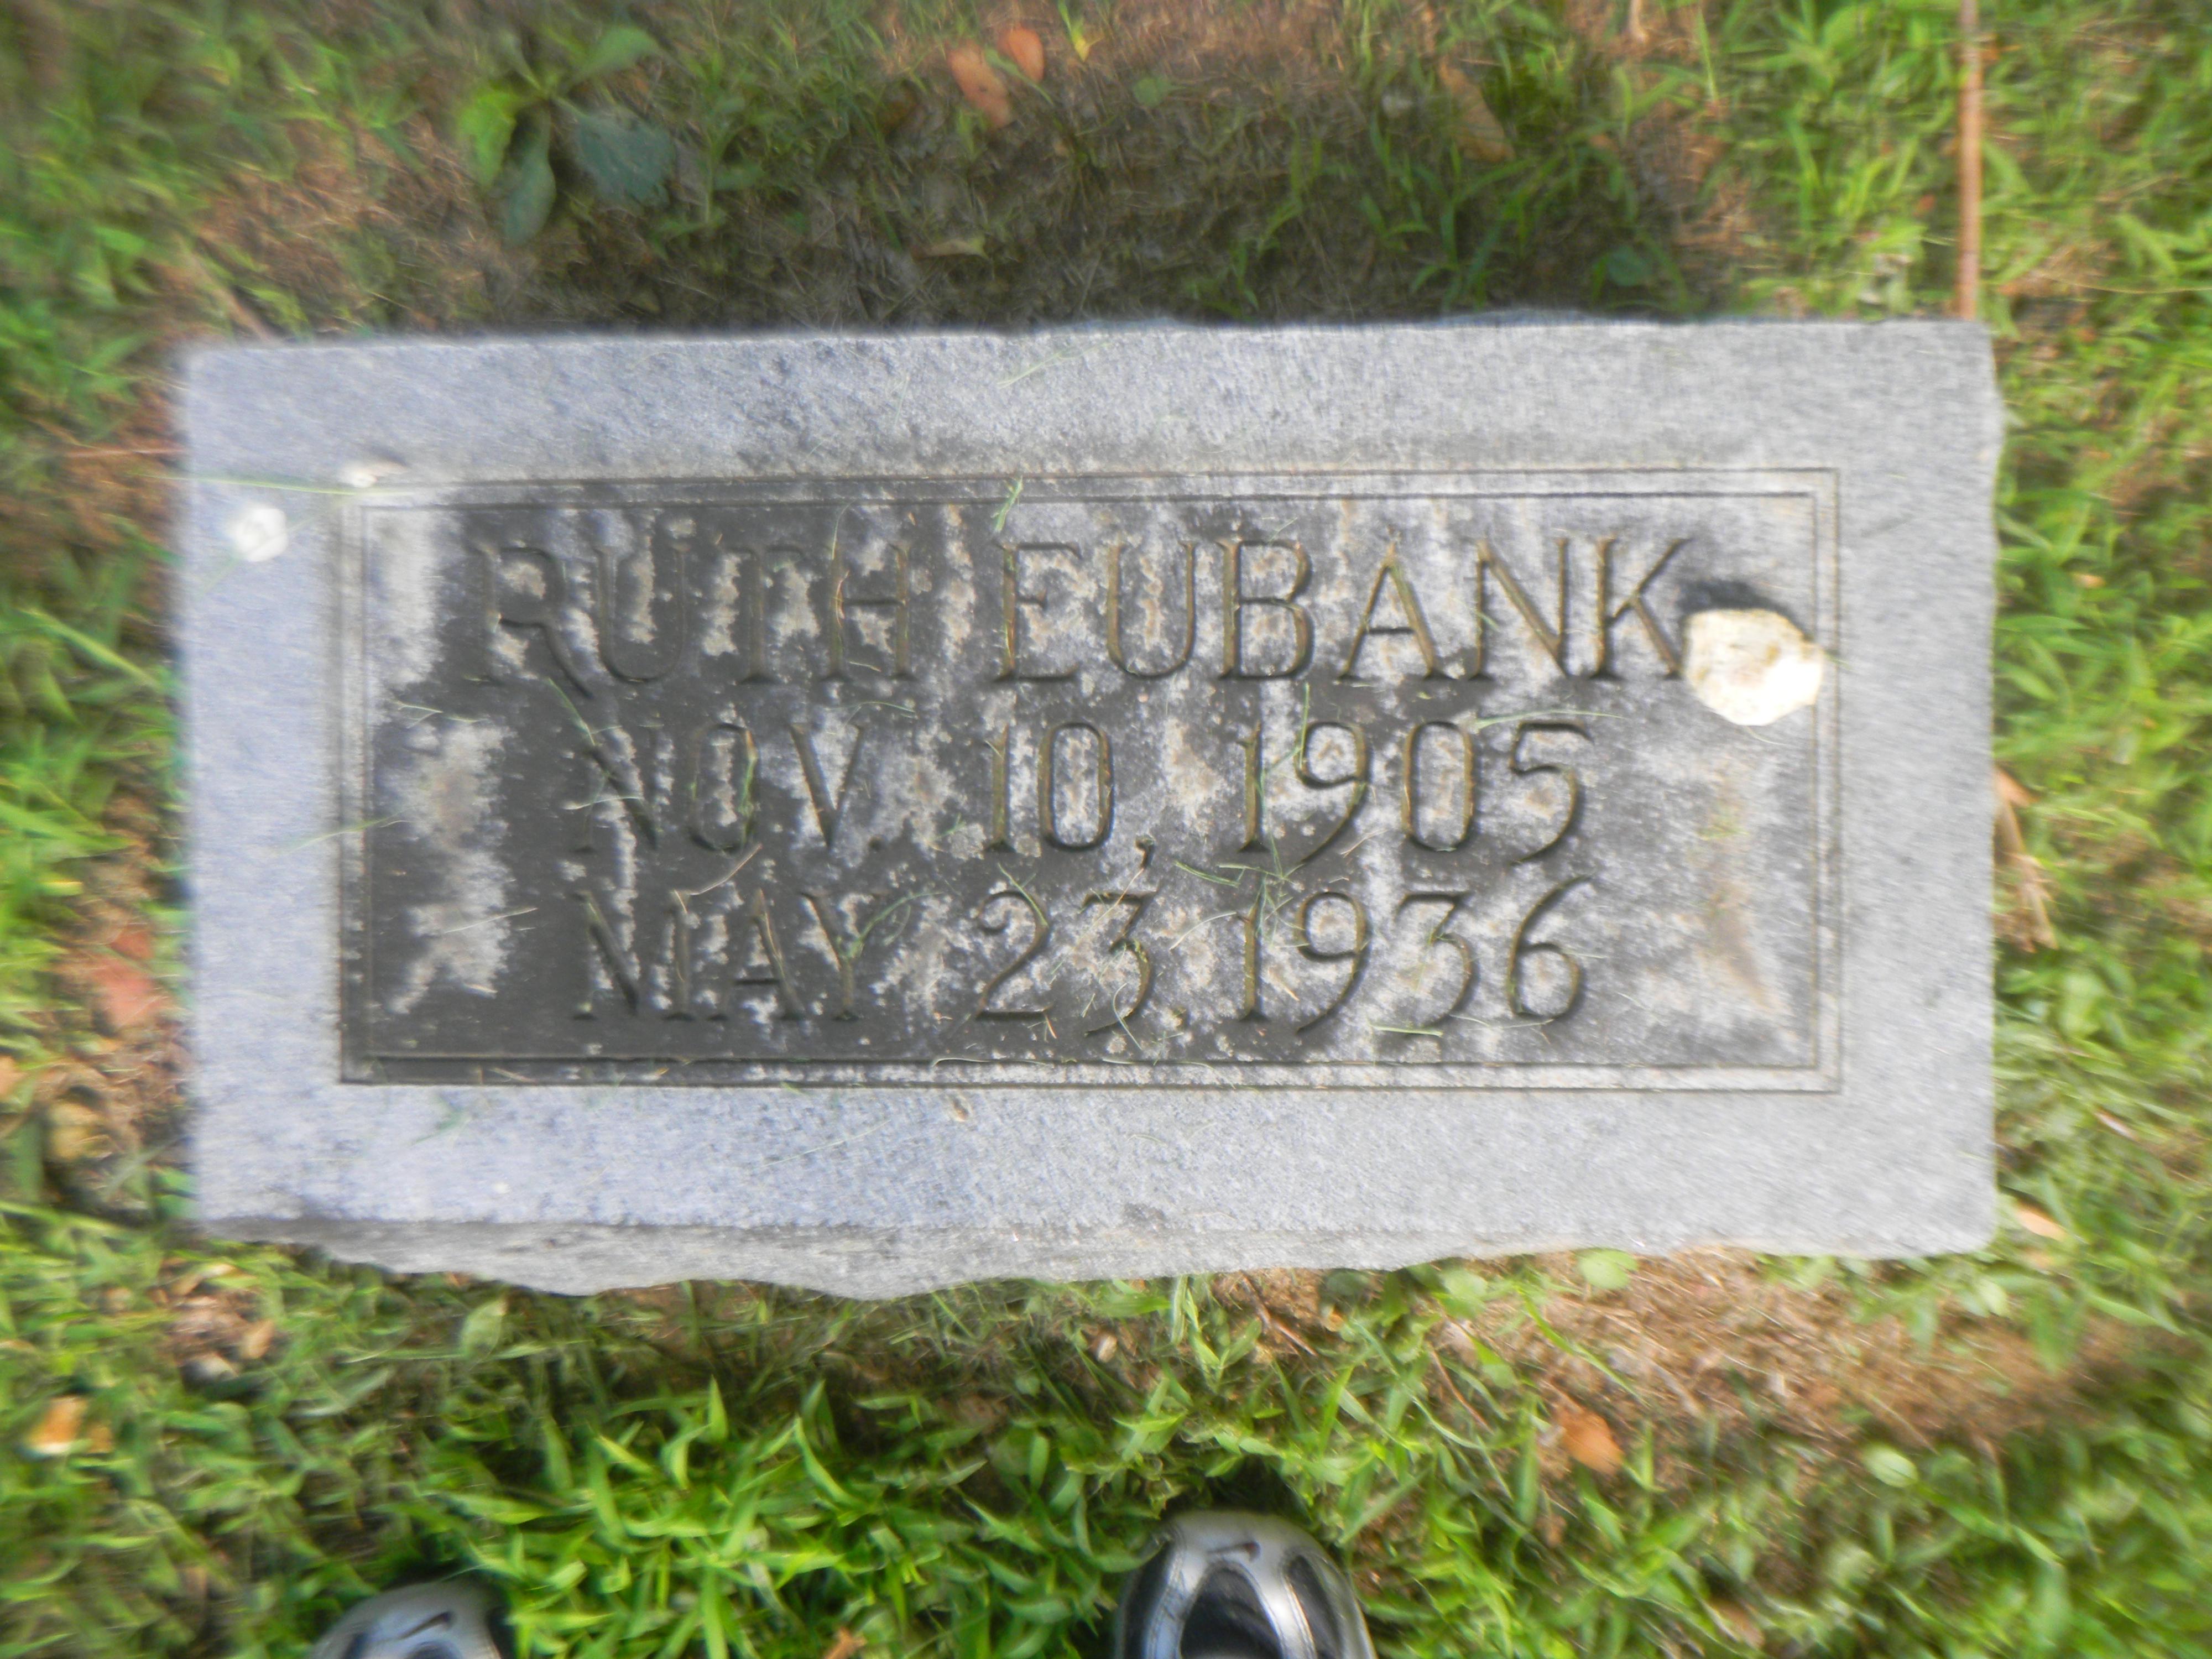 RUTH EUBANK
NOV. 10, 1905
MAY 23, 1936